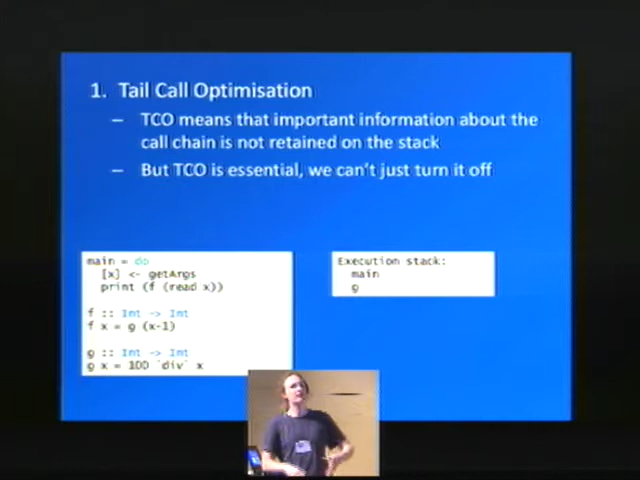 1. Tail Call Optimisation
– TCO means that important information about the
call chain is not retained on the stack
– But TCO is essential, we can't just turn it off
main = do
[x] <- getArgs
print (f (read x))
f :: Int -> Int
f x = g (x-1)
g :: Int -> Int
g x = 100 `div` x
Execution stack:
main
g